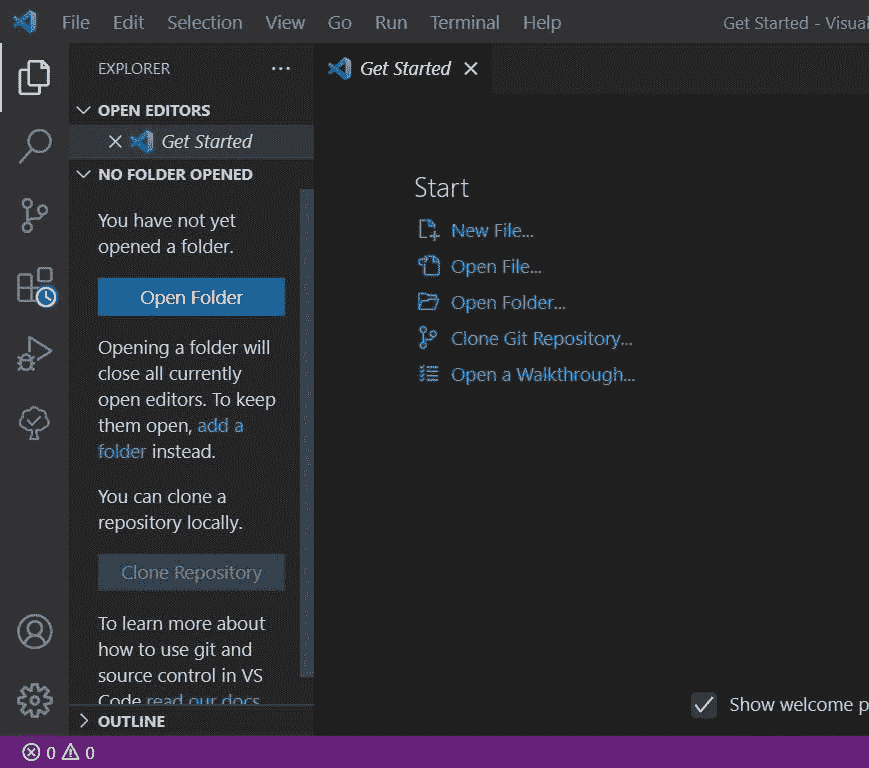 File Edit Selection View Go Run Terminal Help Get Started - Visual
EXPLORER ...
Get Started
OPEN EDITORS
Get Started
NO FOLDER OPENED
You have not yet
opened a folder.
Open Folder
Opening a folder will
close all currently
open editors. To keep
them open, add a
folder instead.
You can clone a
repository locally.
Clone Repository
To learn more about
how to use git and
source control in VS
Code read our docs
OUTLINE
Start
New File...
Open File...
Open Folder...
Clone Git Repository...
Open a Walkthrough...
Show welcome p
0 0